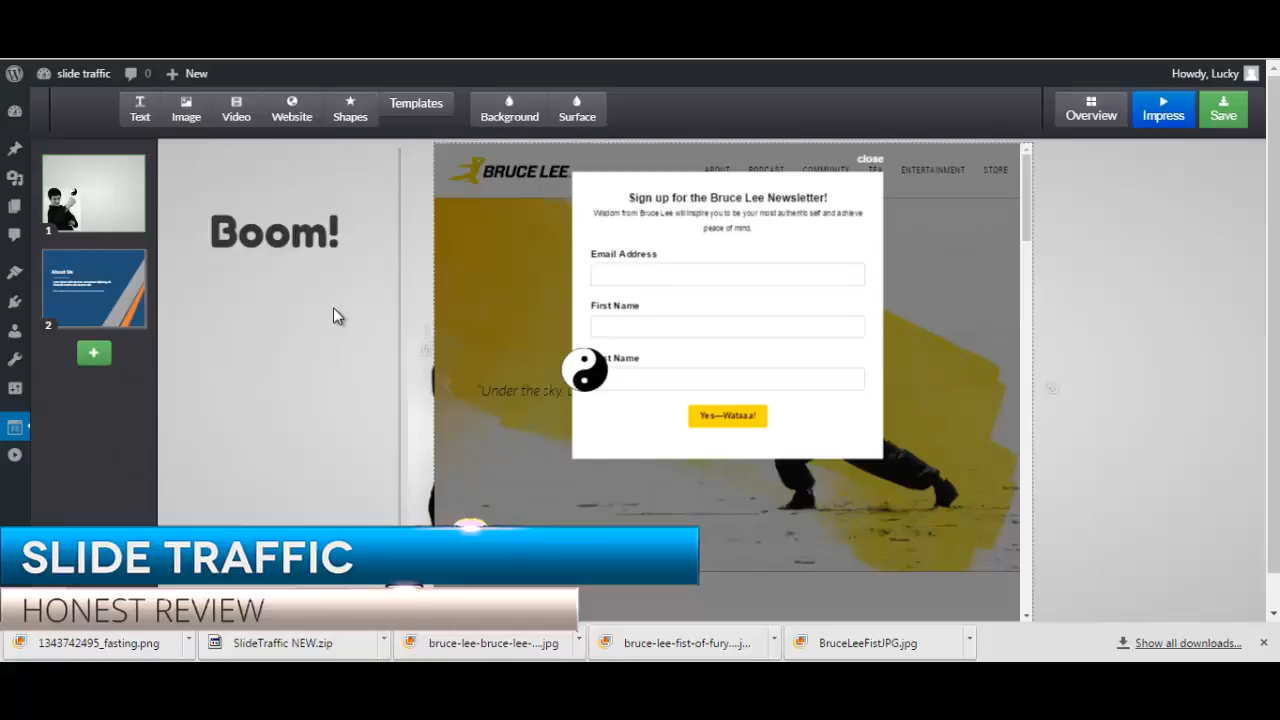 slide traffic
0
New
Howdy, Lucky
Text
Image
Video
Website
Shapes
Templates
Background
Surface
Overview
Impress
Save
1
About Us
2
Boom!
BRUCE LEE
ABOUT
PODCAST
COMMUNITY
TEA
ENTERTAINMENT
STORE
close
Sign up for the Bruce Lee Newsletter!
Wisdom from Bruce Lee will inspire you to be your most authentic self and achieve
peace of mind.
Email Address
First Name
Name
"Under the sky, u
Yes—Wataaa!
SLIDE TRAFFIC
HONEST REVIEW
1343742495_fasting.png
SlideTraffic NEW.zip
bruce-lee-bruce-lee-....jpg
bruce-lee-fist-of-fury....j...
BruceLeeFistJPG.jpg
Show all downloads...